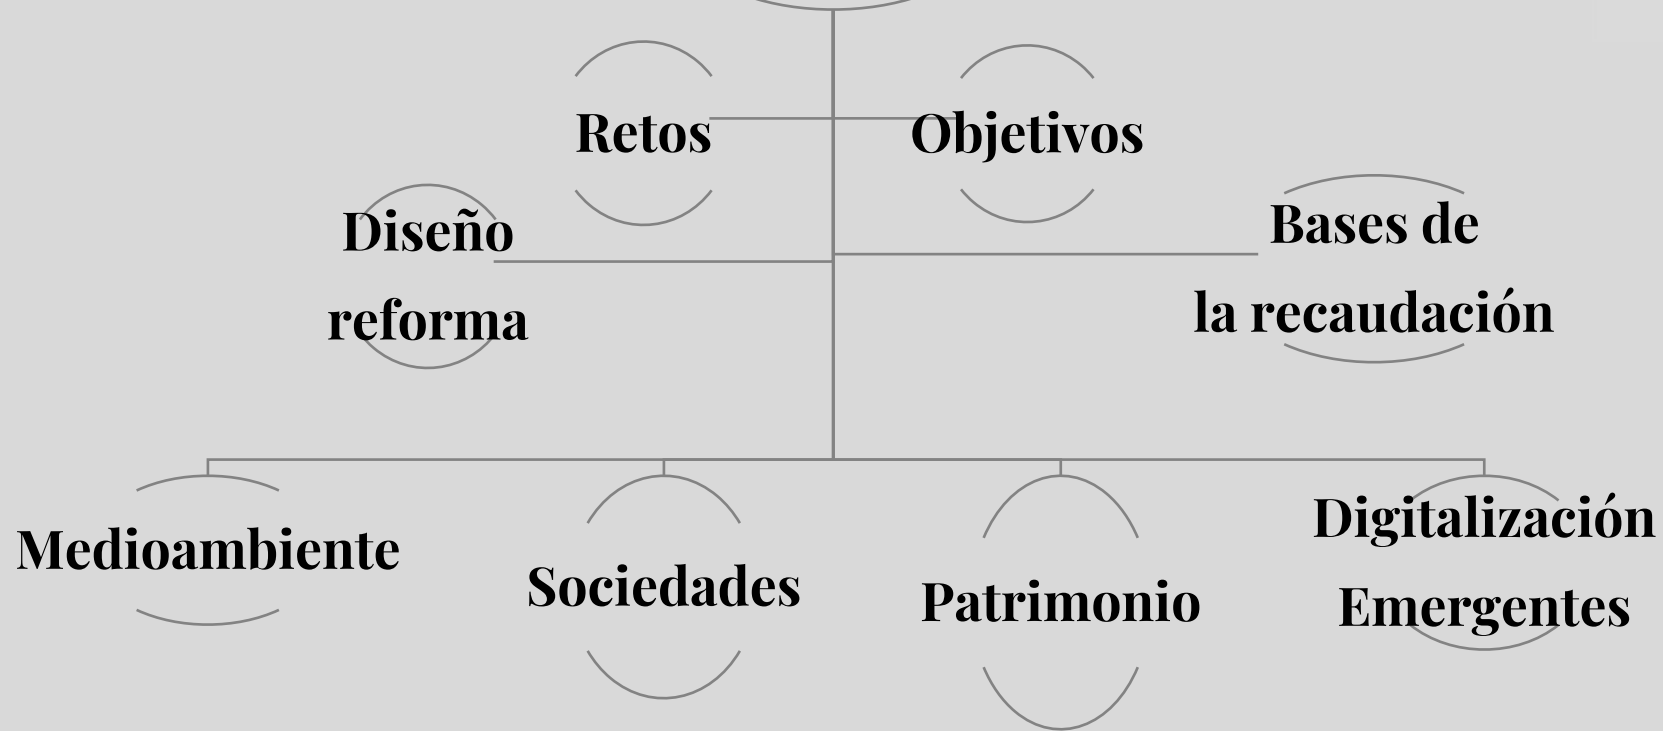 Retos
Objetivos
Diseño
reforma
Bases de
la recaudación
Medioambiente
Sociedades
Patrimonio
Digitalización
Emergentes